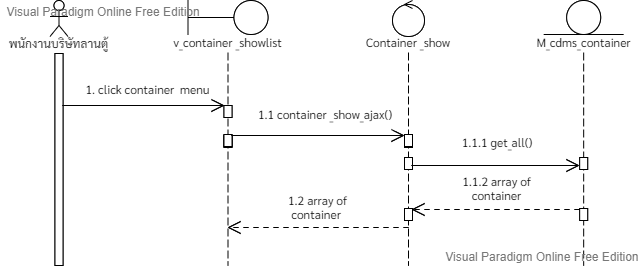 Visual Paradigm Online Free Edition
พนักงานบริษัทลานตู้
v_container_showlist
Container_show
M_cdms_container
1. click container menu
1.1 container_show_ajax()
1.1.1 get_all()
1.1.2 array of
container
1.2 array of
container
Visual Paradigm Online Free Edition